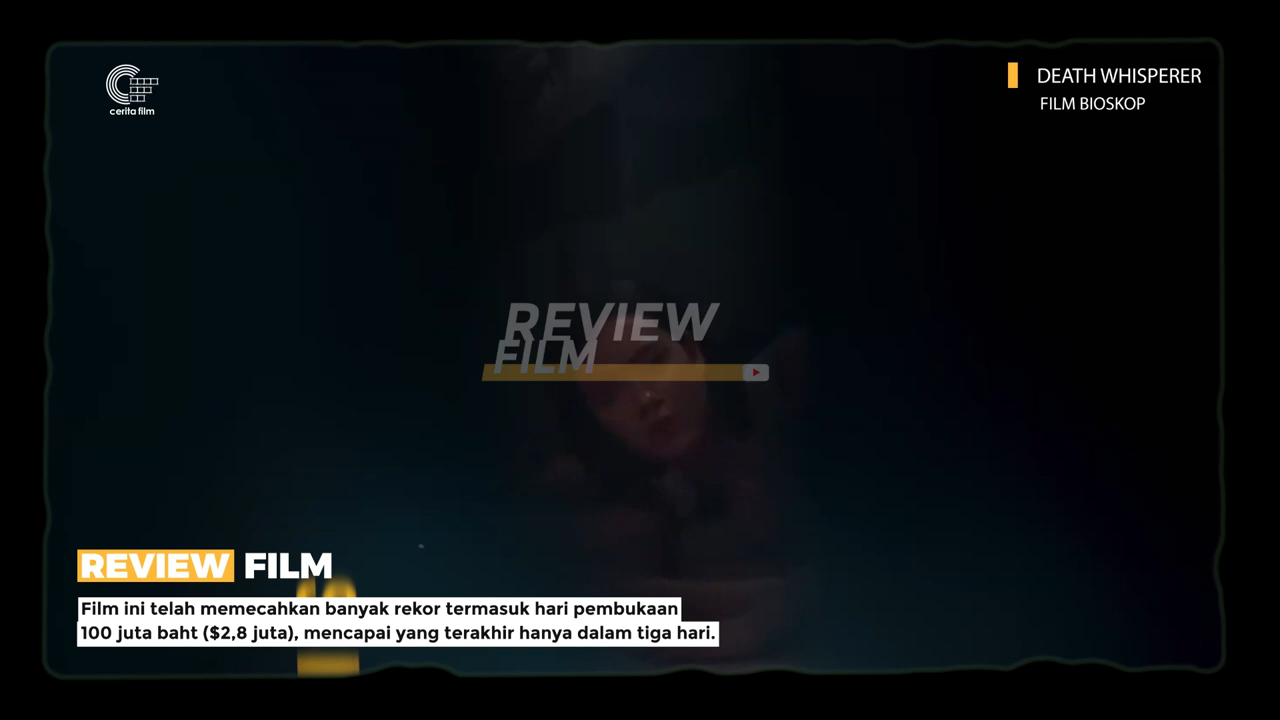 cerita film
DEATH WHISPERER
FILM BIOSKOP
REVIEW
FILM
REVIEW FILM
Film ini telah memecahkan banyak rekor termasuk hari pembukaan
100 juta baht ($2,8 juta), mencapai yang terakhir hanya dalam tiga hari.